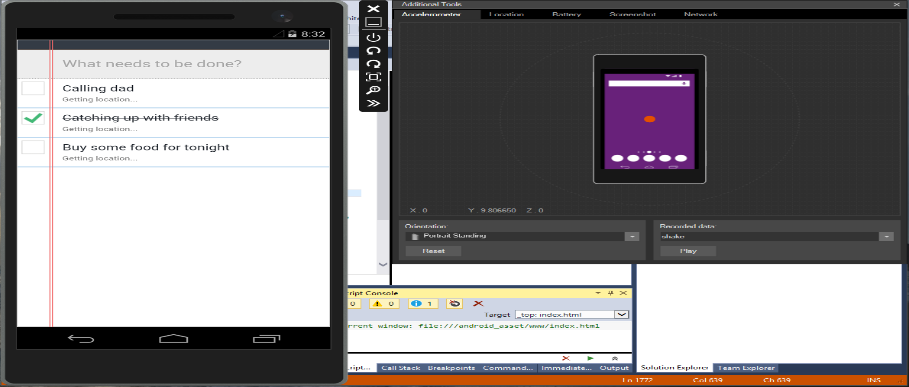 8:32
What needs to be done?
Calling dad
Getting location...
Catching up with friends
Getting location...
Buy some food for tonight
Getting location...
Additional Tools
Accelerometer Location Battery Screenshot Network
X: 0 Y: 9.806650 Z: 0
Orientation:
Portrait Standing
Reset
Recorded data:
shake
Play
cript Console
0 0 1
Target _top: index.html
rrent window: file:///android_asset/www/index.html
ript... Call Stack Breakpoints Command... Immediate... Output
Solution Explorer Team Explorer
Ln 1772 Col 639 Ch 639 INS